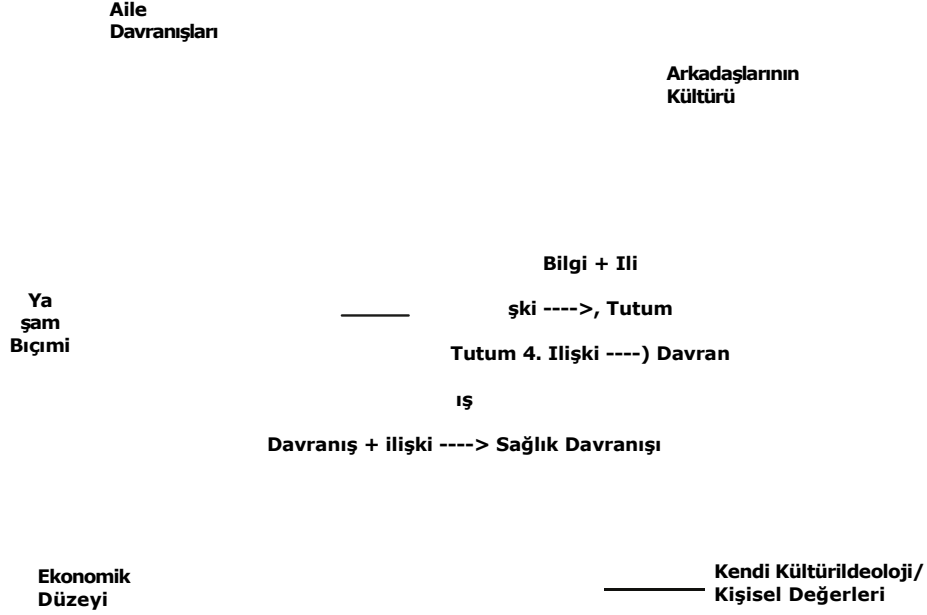 Aile
Davranışları
Arkadaşlarının
Kültürü
Bilgi + Ili
Ya
şam
Bıçımi
şki ---->, Tutum
Tutum 4. Ilişki ----) Davran
ış
Davranış + ilişki ----> Sağlık Davranışı
Ekonomik
Düzeyi
Kendi Kültürildeoloji/
Kişisel Değerleri